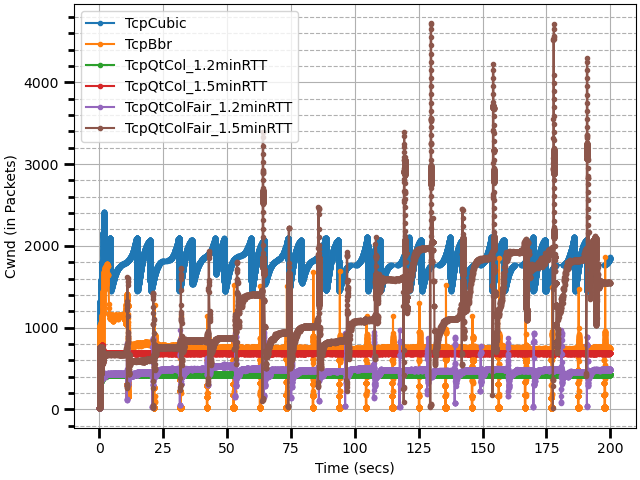 TcpCubic
TcpBbr
TcpQtCol_1.2minRTT
TcpQtCol_1.5minRTT
TcpQtColFair_1.2minRTT
TcpQtColFair_1.5minRTT
Cwnd (in Packets)
4000
3000
2000
1000
0
0 25 50 75 100 125 150 175 200
Time (secs)